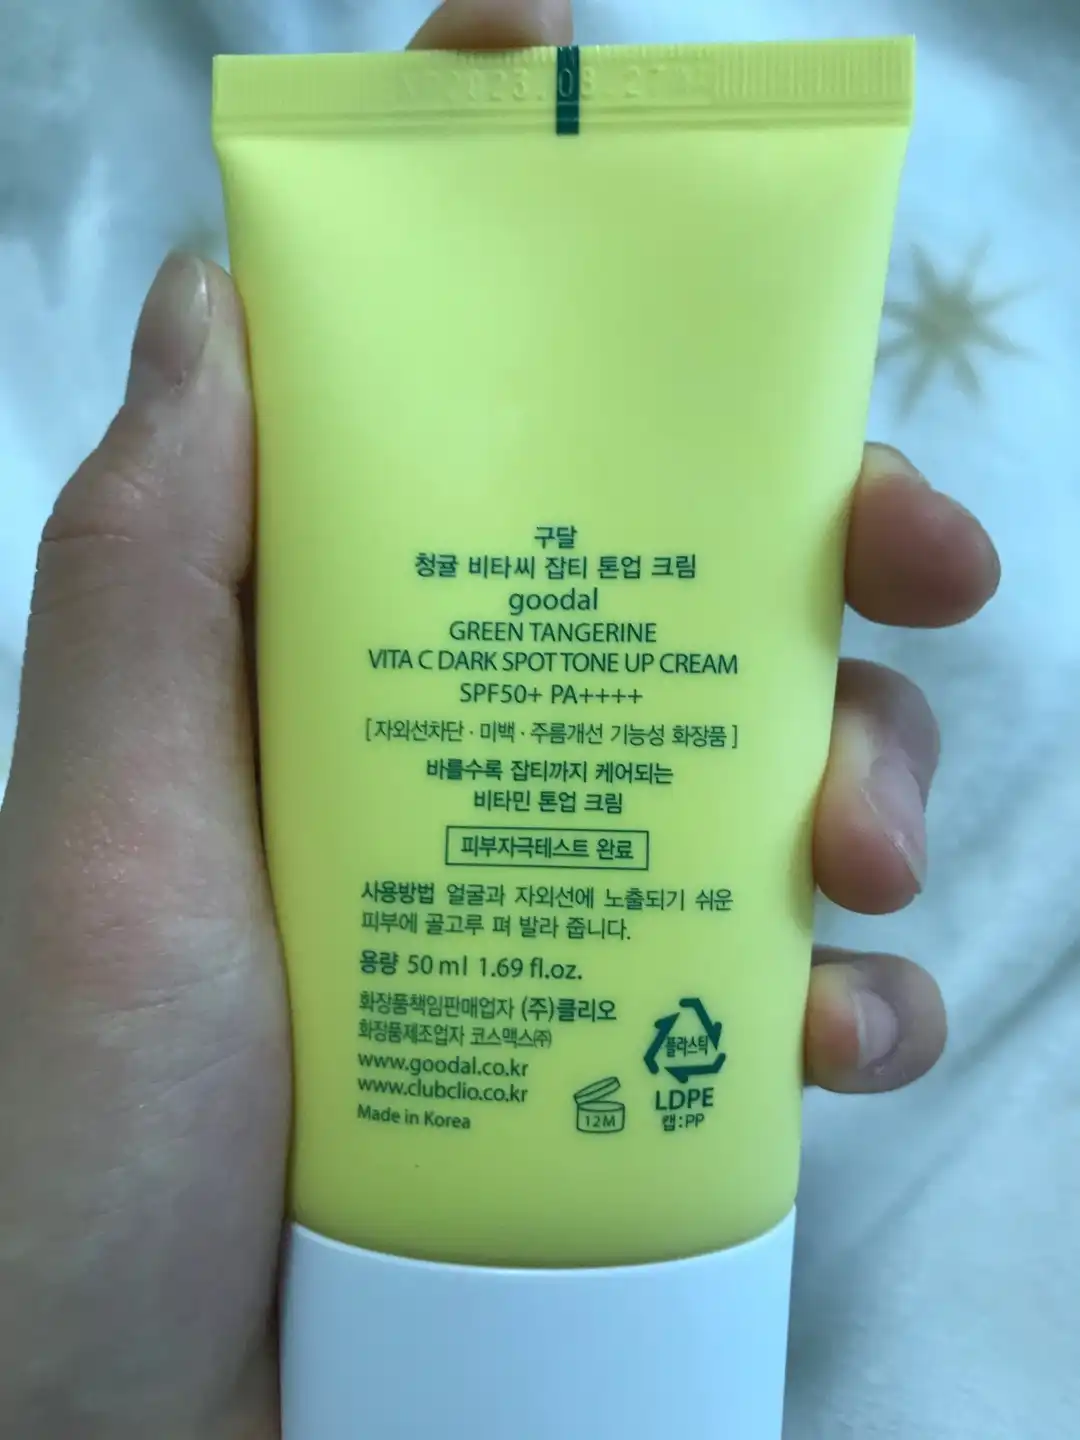 2023.08.27
구달
청귤 비타씨 잡티 톤업 크림
goodal
GREEN TANGERINE
VITA C DARK SPOT TONE UP CREAM
SPF50+ PA++++
[ 자외선차단 · 미백 · 주름개선 기능성 화장품 ]
바를수록 잡티까지 케어되는
비타민 톤업 크림
피부자극테스트 완료
사용방법 얼굴과 자외선에 노출되기 쉬운
피부에 골고루 펴 발라 줍니다.
용량 50 ml 1.69 fl.oz.
화장품책임판매업자 (주)클리오
화장품제조업자 코스맥스㈜
www.goodal.co.kr
www.clubclio.co.kr
Made in Korea
12M
플라스틱
LDPE
캡:PP